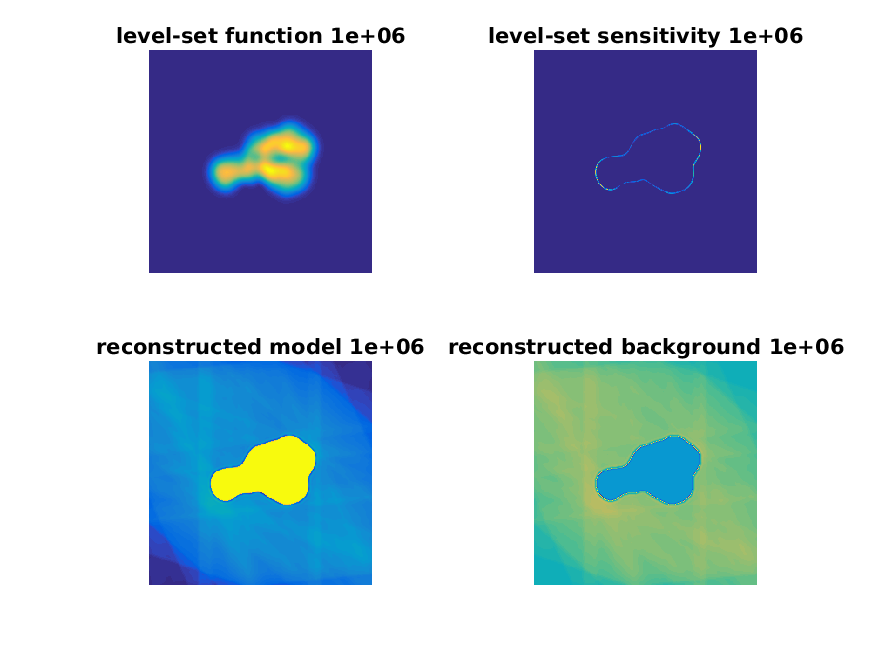 level-set function 1e+06
level-set sensitivity 1e+06
reconstructed model 1e+06
reconstructed background 1e+06